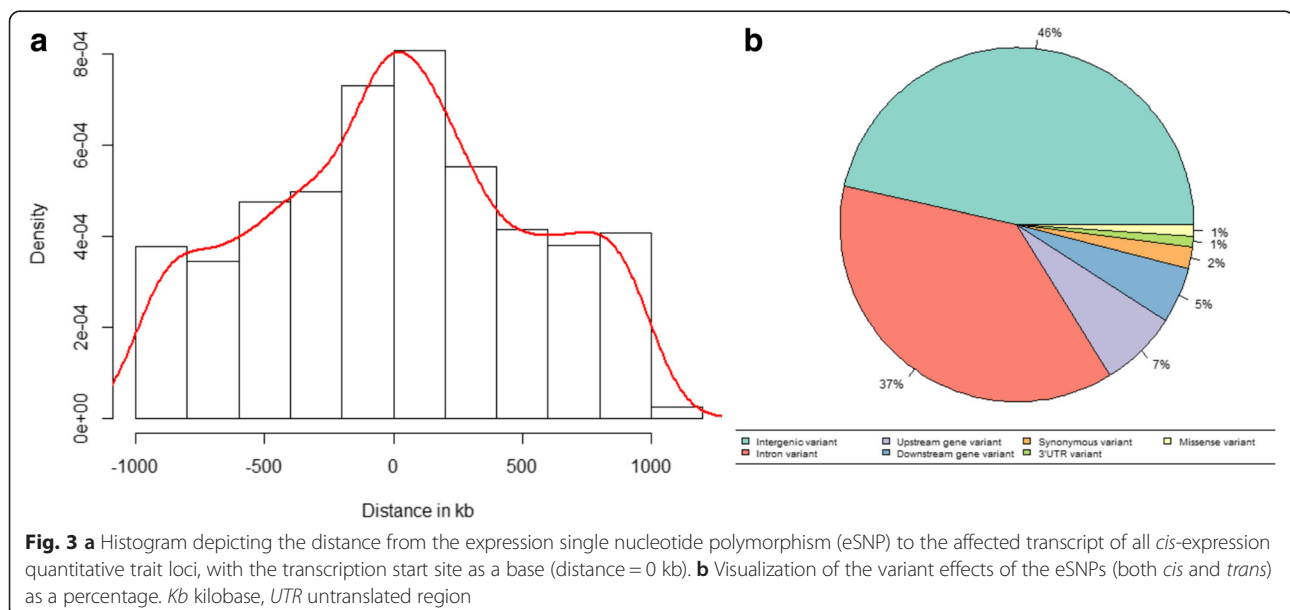 a
8e-04
6e-04
4e-04
2e-04
0e+00
Density
-1000
-500
0
500
1000
Distance in kb
b
46%
37%
7%
5%
2%
1%
1%
Intergenic variant
Intron variant
Upstream gene variant
Downstream gene variant
Synonymous variant
3'UTR variant
Missense variant
Fig. 3 a Histogram depicting the distance from the expression single nucleotide polymorphism (eSNP) to the affected transcript of all cis-expression
quantitative trait loci, with the transcription start site as a base (distance = 0 kb). b Visualization of the variant effects of the eSNPs (both cis and trans)
as a percentage. Kb kilobase, UTR untranslated region